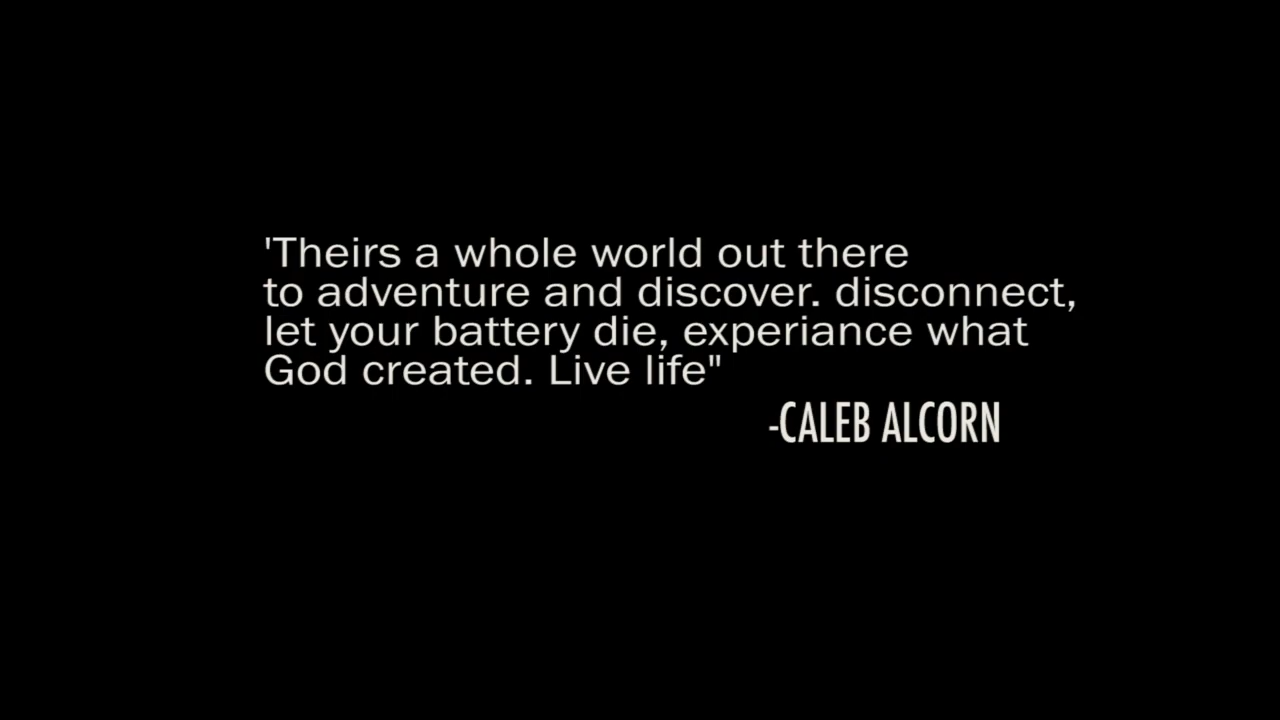 'Theirs a whole world out there
to adventure and discover. disconnect,
let your battery die, experiance what
God created. Live life"
-CALEB ALCORN